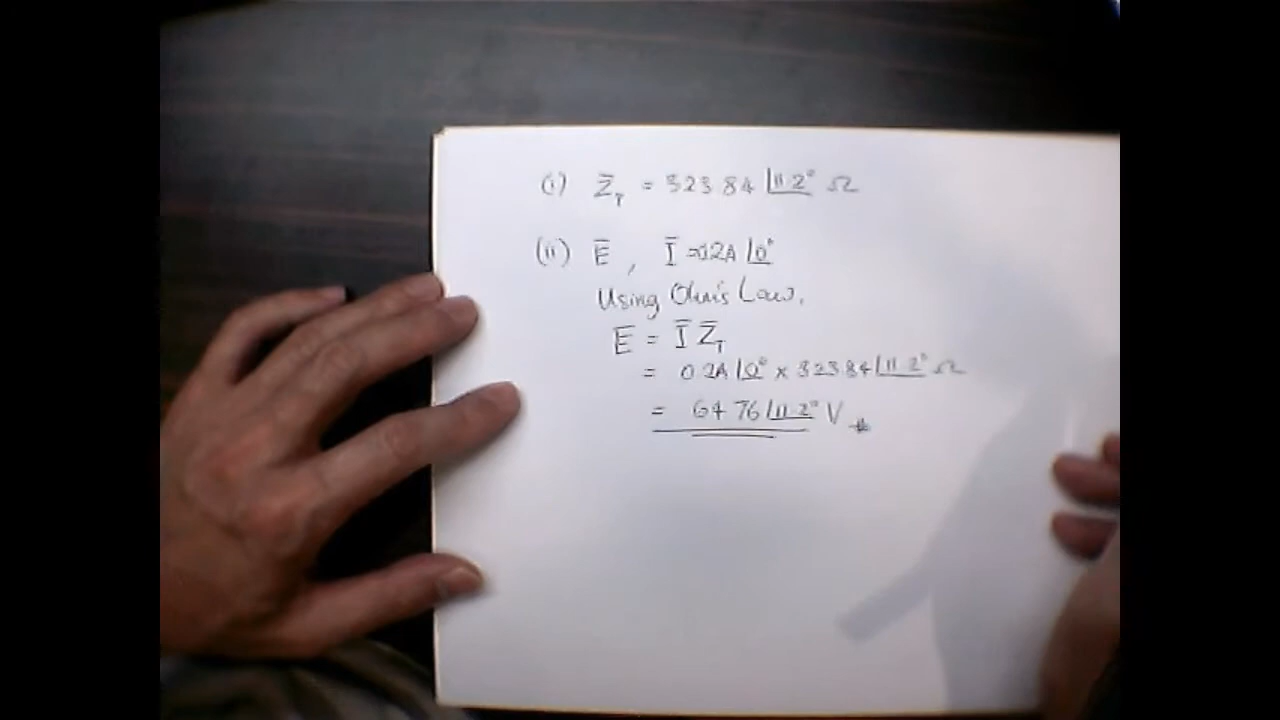 (i) Z̄T = 323.84 ∠11.2° Ω
(ii) Ē , Ī = 0.2A ∠0°
Using Ohm's Law,
E = Ī Z̄T
= 0.2A ∠0° x 323.84 ∠11.2° Ω
= 64.76 ∠11.2° V *